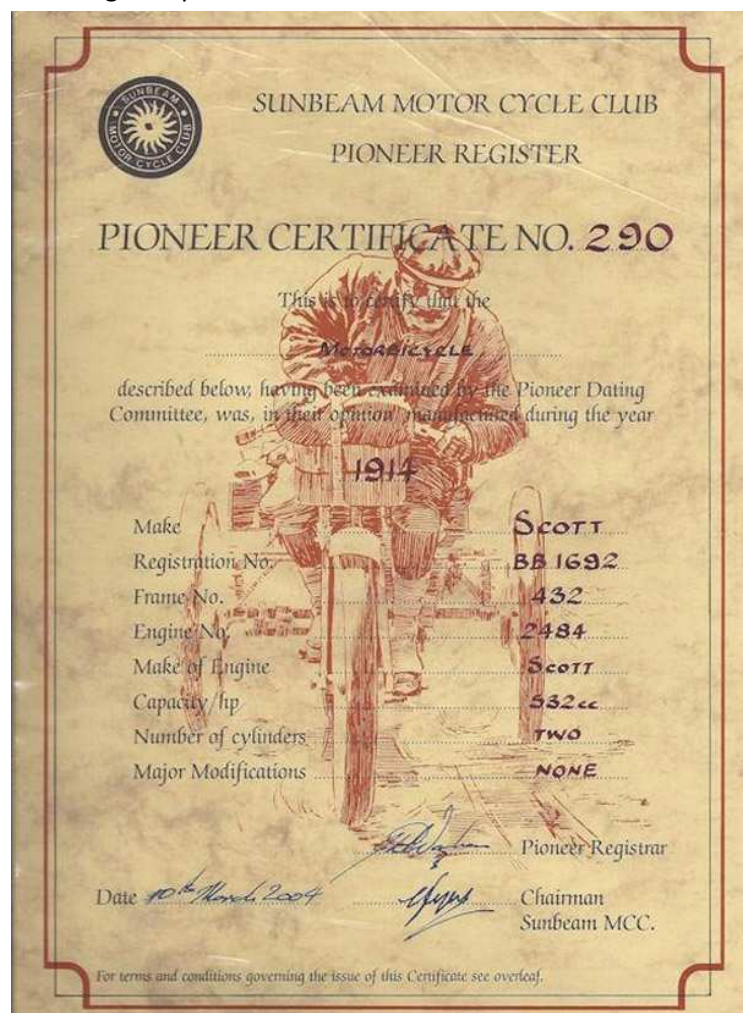 SUNBEAM
MOTOR CYCLE CLUB
SUNBEAM MOTOR CYCLE CLUB
PIONEER REGISTER
PIONEER CERTIFICATE NO. 290
This is to certify that the
MOTORBICYCLE
described below, having been examined by the Pioneer Dating
Committee, was, in their opinion, manufactured during the year
1914
Make SCOTT
Registration No. BB 1692
Frame No. 432
Engine No. 2484
Make of Engine SCOTT
Capacity/hp 532cc
Number of cylinders TWO
Major Modifications NONE
Pioneer Registrar
Date 10th March 2004 Chairman
Sunbeam MCC.
For terms and conditions governing the issue of this Certificate see overleaf.